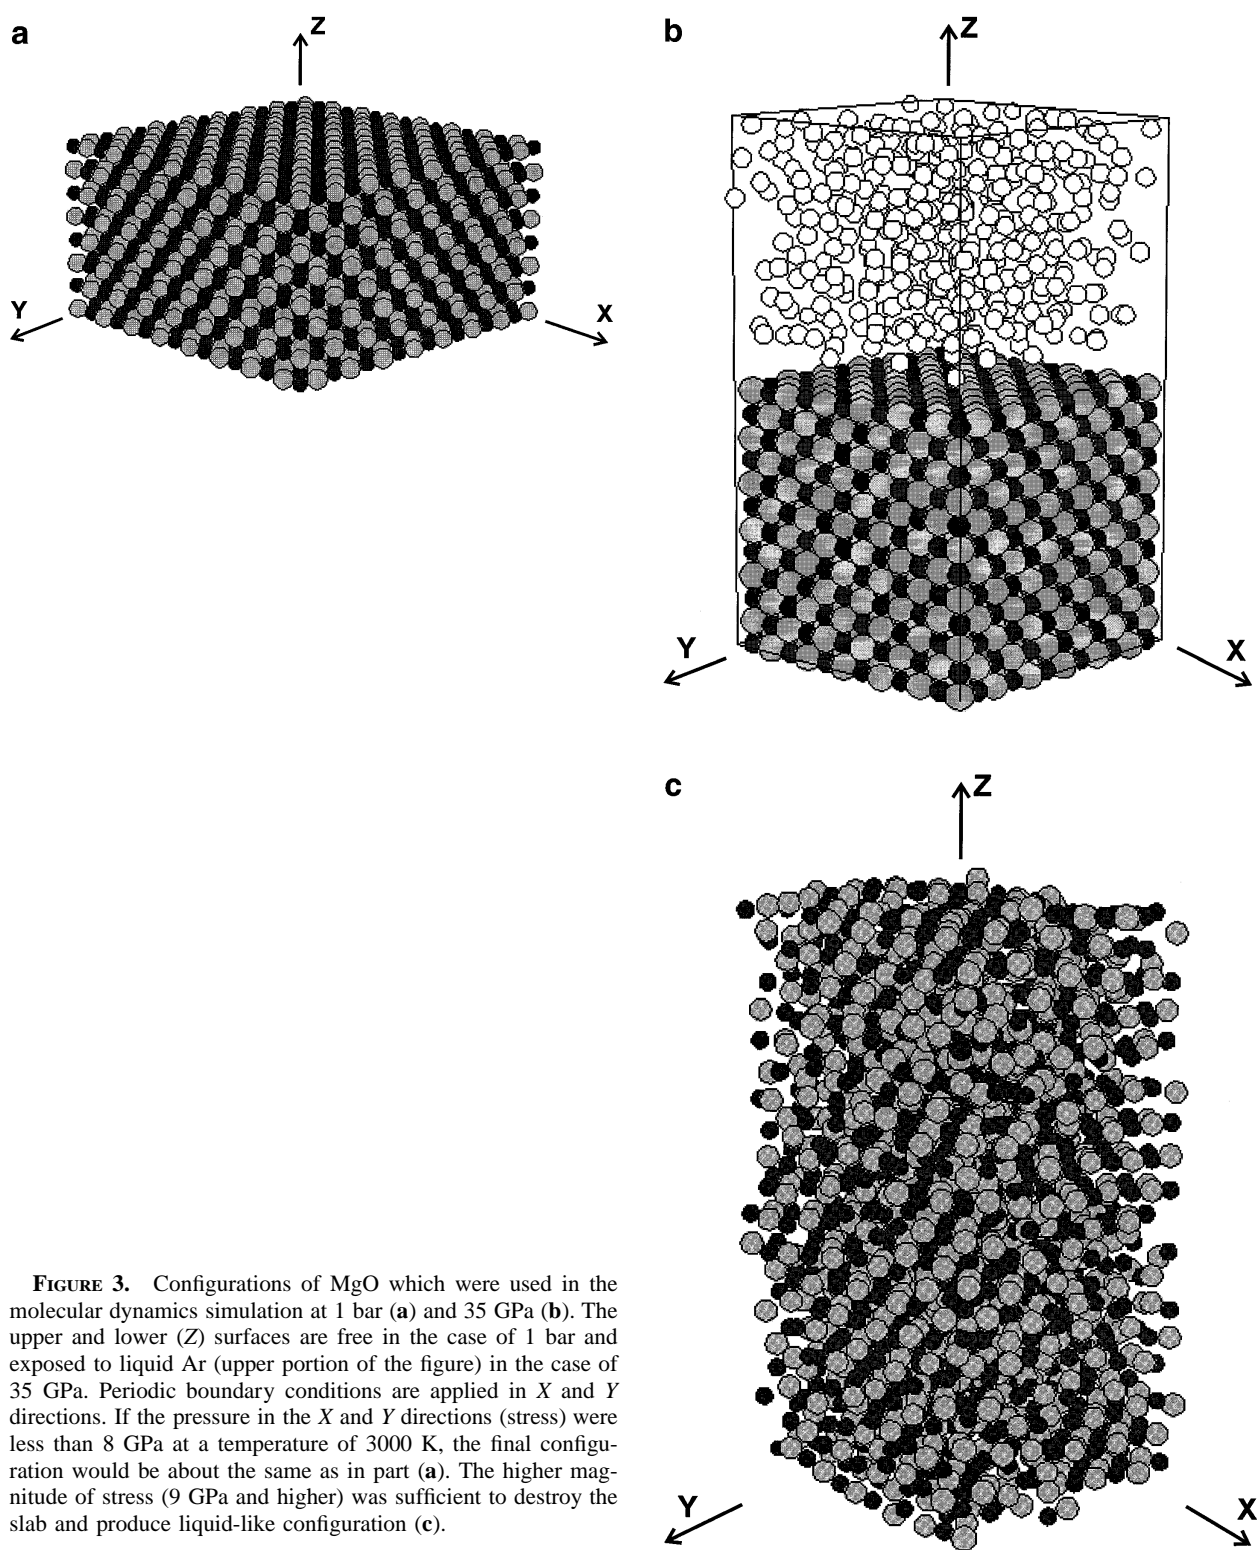 a
Z
Y
X
b
Z
Y
X
c
Z
Y
X
FIGURE 3. Configurations of MgO which were used in the
molecular dynamics simulation at 1 bar (a) and 35 GPa (b). The
upper and lower (Z) surfaces are free in the case of 1 bar and
exposed to liquid Ar (upper portion of the figure) in the case of
35 GPa. Periodic boundary conditions are applied in X and Y
directions. If the pressure in the X and Y directions (stress) were
less than 8 GPa at a temperature of 3000 K, the final configu-
ration would be about the same as in part (a). The higher mag-
nitude of stress (9 GPa and higher) was sufficient to destroy the
slab and produce liquid-like configuration (c).